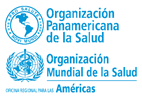 Organización
Panamericana
de la Salud
Organización
Mundial de la Salud
OFICINA REGIONAL PARA LAS Américas